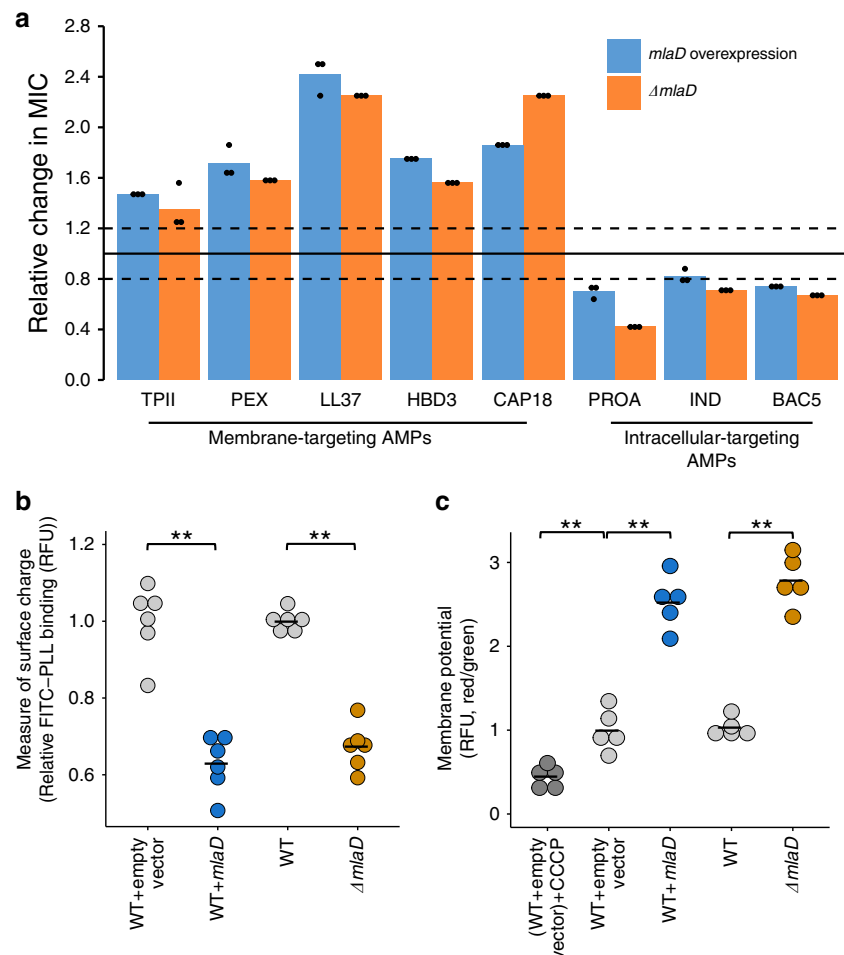 a
Relative change in MIC
2.8
2.4
2.0
1.6
1.2
0.8
0.4
0.0
mlaD overexpression
ΔmlaD
TPII PEX LL37 HBD3 CAP18 PROA IND BAC5
Membrane-targeting AMPs
Intracellular-targeting
AMPs
b
Measure of surface charge
(Relative FITC–PLL binding (RFU))
1.2
1.0
0.8
0.6
** **
WT+empty
vector
WT+mlaD
WT
ΔmlaD
c
Membrane potential
(RFU, red/green)
3
2
1
0
** ** **
(WT+empty
vector)+CCCP
WT+empty
vector
WT+mlaD
WT
ΔmlaD